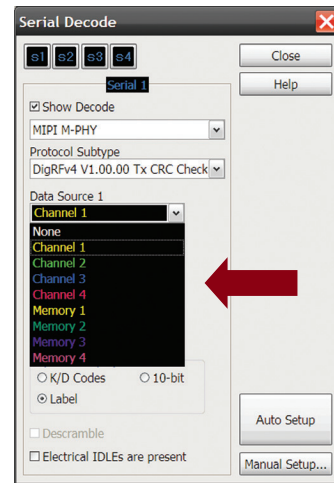 Serial Decode
s1 s2 s3 s4
Close
Serial 1
Help
Show Decode
MIPI M-PHY
Protocol Subtype
DigRFv4 V1.00.00 Tx CRC Check
Data Source 1
Channel 1
None
Channel 1
Channel 2
Channel 3
Channel 4
Memory 1
Memory 2
Memory 3
Memory 4
K/D Codes 10-bit
Label
Auto Setup
Descramble
Electrical IDLEs are present
Manual Setup...